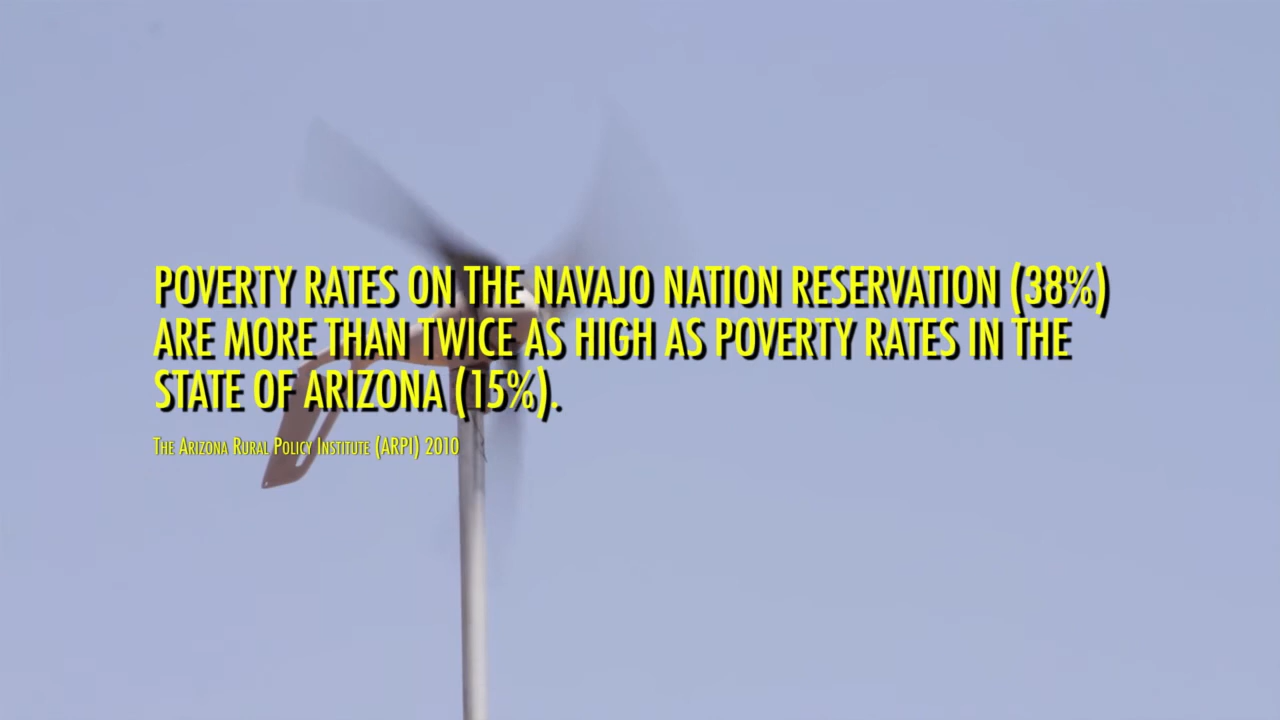 POVERTY RATES ON THE NAVAJO NATION RESERVATION (38%)
ARE MORE THAN TWICE AS HIGH AS POVERTY RATES IN THE
STATE OF ARIZONA (15%).
The Arizona Rural Policy Institute (ARPI) 2010